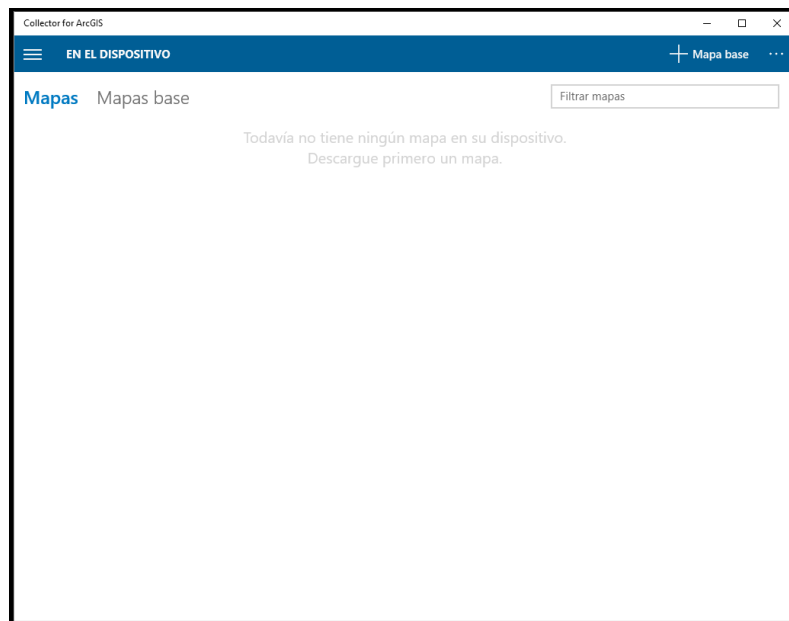 Collector for ArcGIS
EN EL DISPOSITIVO
Mapa base
Mapas Mapas base
Filtrar mapas
Todavía no tiene ningún mapa en su dispositivo.
Descargue primero un mapa.